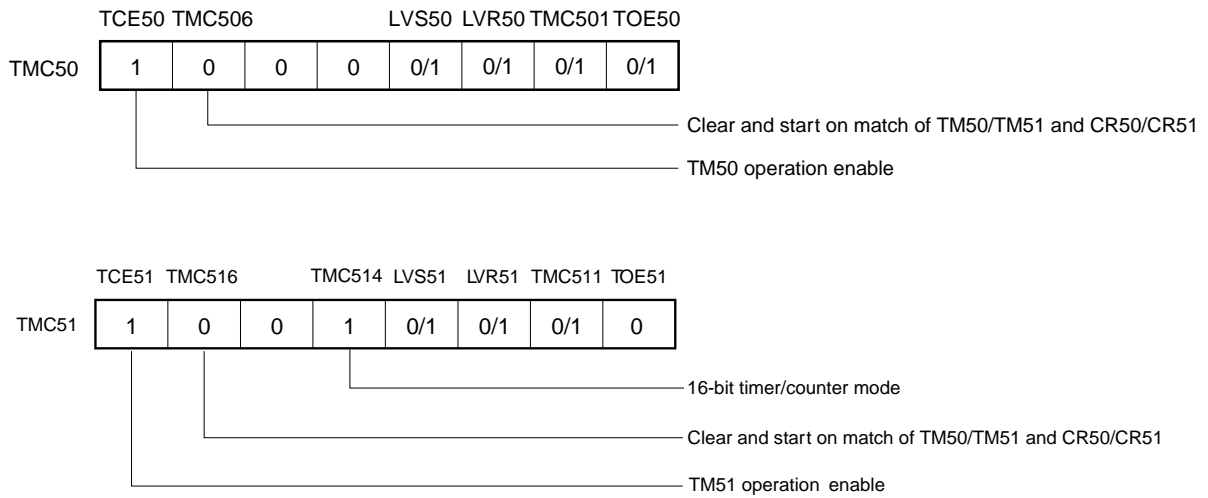 TCE50 TMC506 LVS50 LVR50 TMC501 TOE50
TMC50 1 0 0 0 0/1 0/1 0/1 0/1
Clear and start on match of TM50/TM51 and CR50/CR51
TM50 operation enable
TCE51 TMC516 TMC514 LVS51 LVR51 TMC511 TOE51
TMC51 1 0 0 1 0/1 0/1 0/1 0
16-bit timer/counter mode
Clear and start on match of TM50/TM51 and CR50/CR51
TM51 operation enable